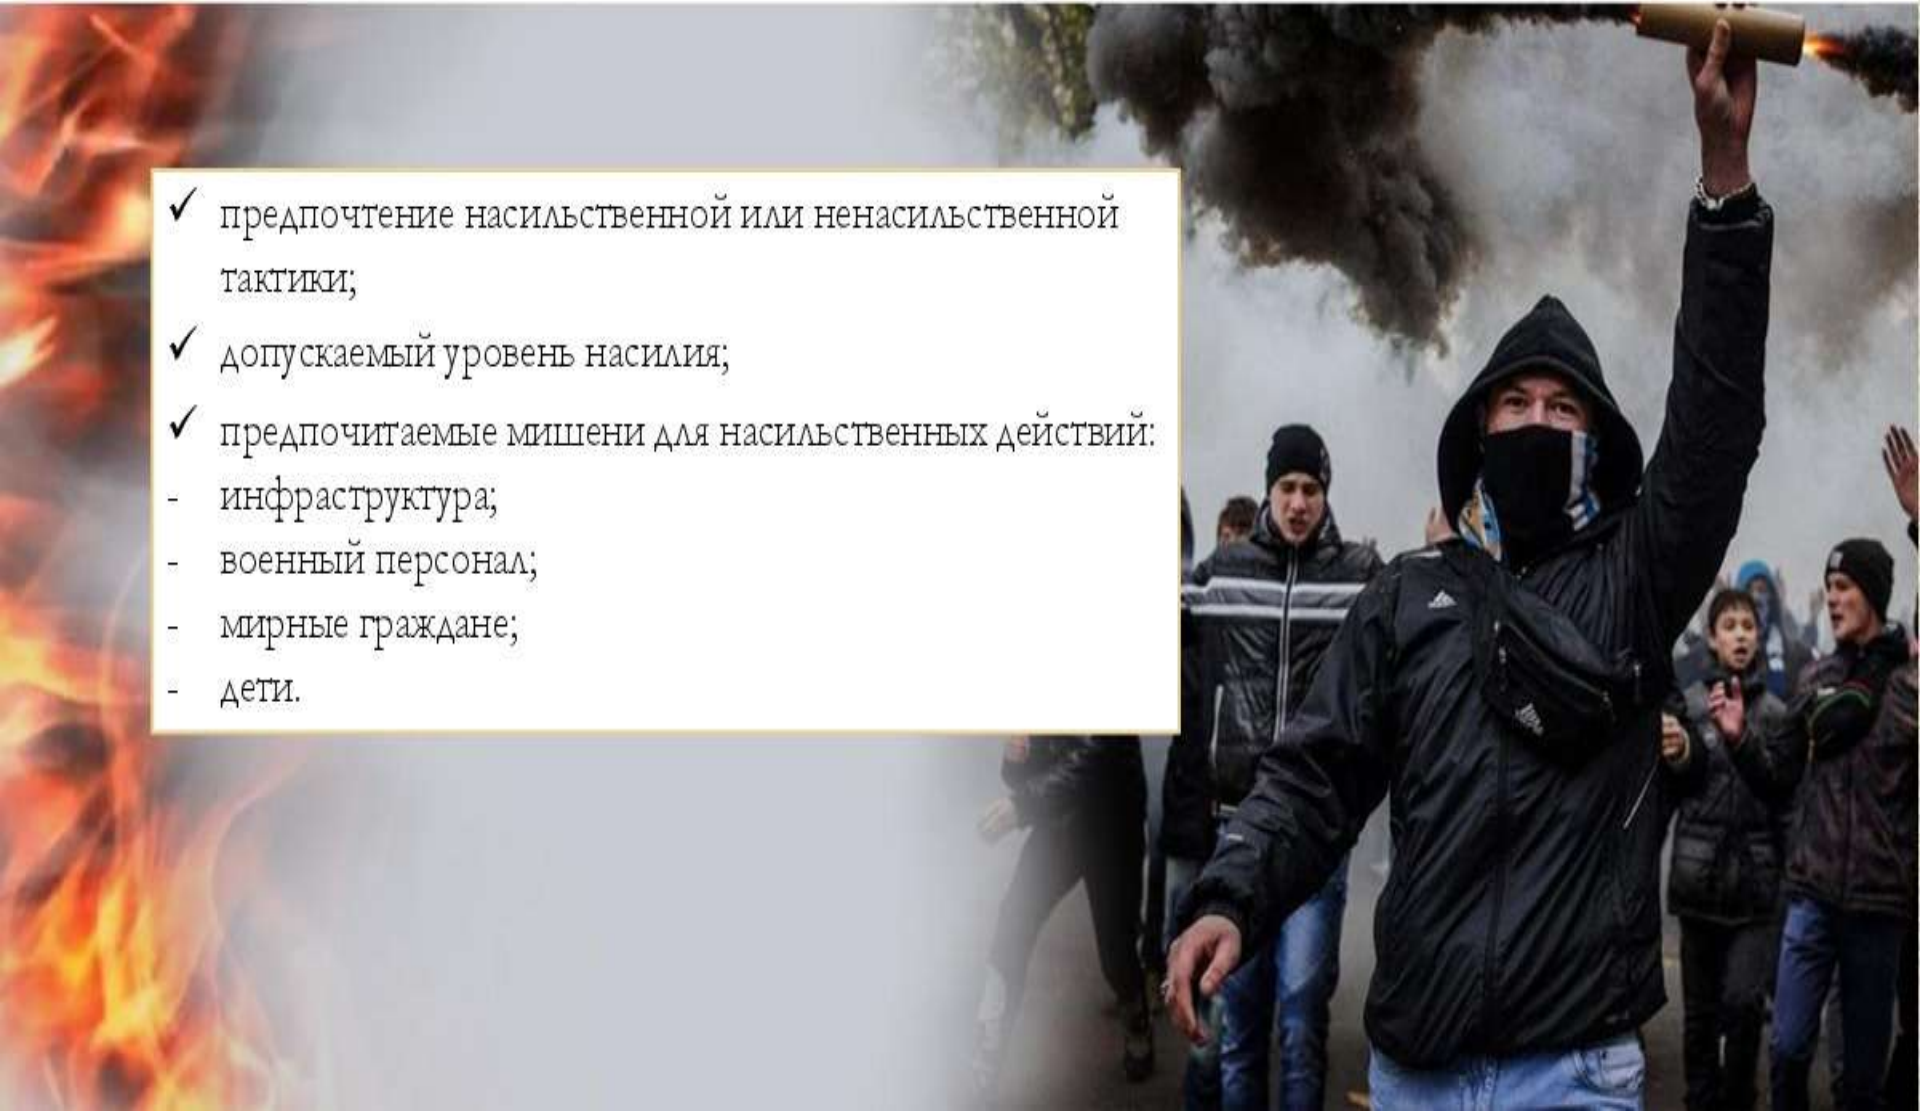 ✓ предпочтение насильственной или ненасильственной
тактики;
✓ допускаемый уровень насилия;
✓ предпочитаемые мишени для насильственных действий:
- инфраструктура;
- военный персонал;
- мирные граждане;
- дети.